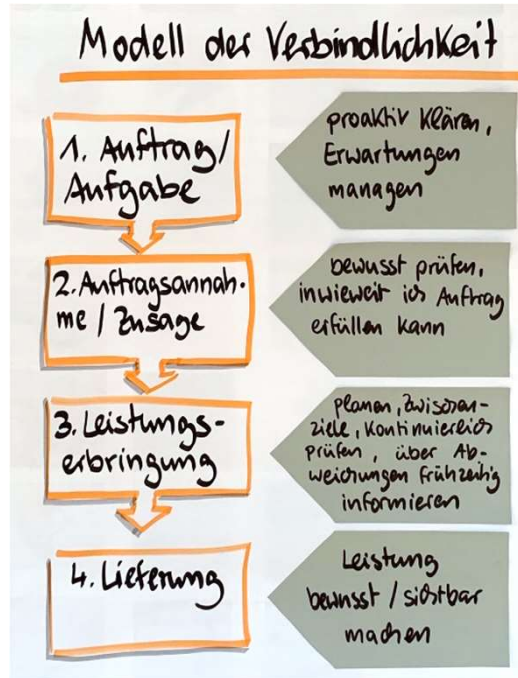 Modell der Verbindlichkeit
1. Auftrag/
Aufgabe
proaktiv klären,
Erwartungen
managen
2. Auftragsannah-
me / Zusage
bewusst prüfen,
inwieweit ich Auftrag
erfüllen kann
3. Leistungs-
erbringung
planen, Zwischen-
ziele, kontinuierlich
prüfen, über Ab-
weichungen frühzeitig
informieren
4. Lieferung
Leistung
bewusst / sichtbar
machen